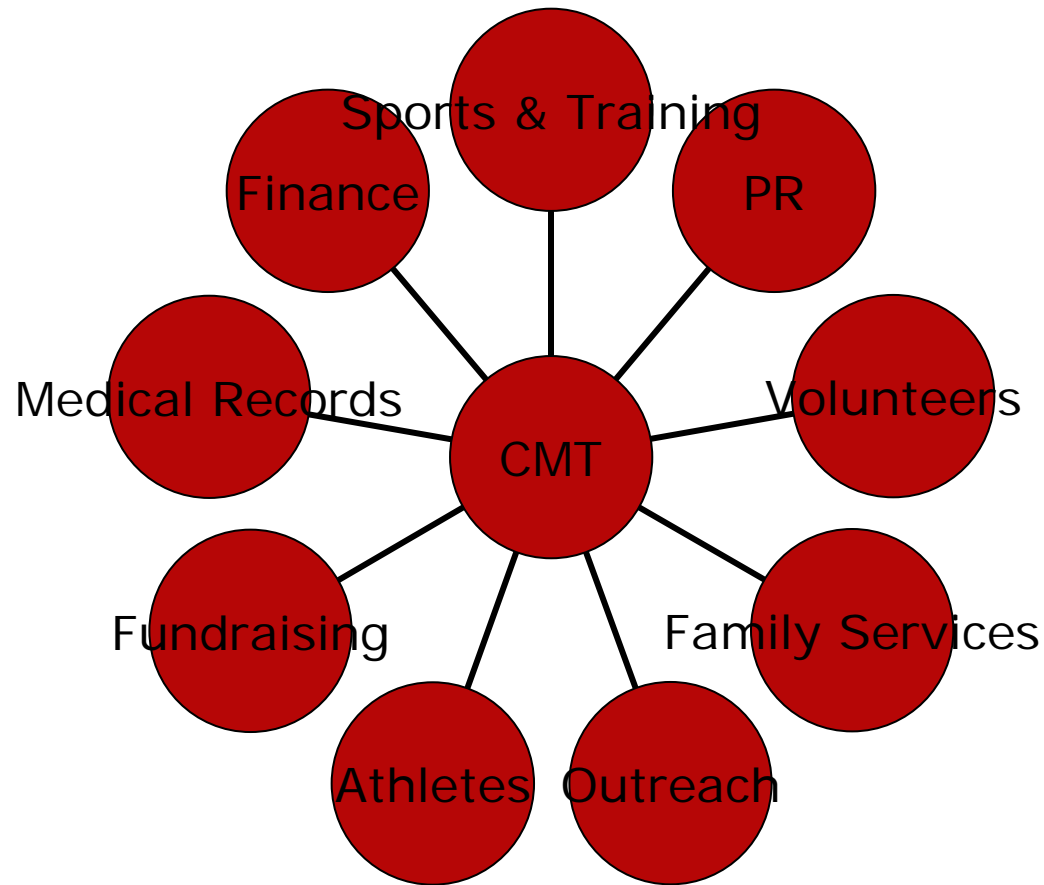 Sports & Training
Finance
PR
Medical Records
Volunteers
CMT
Fundraising
Family Services
Athletes
Outreach